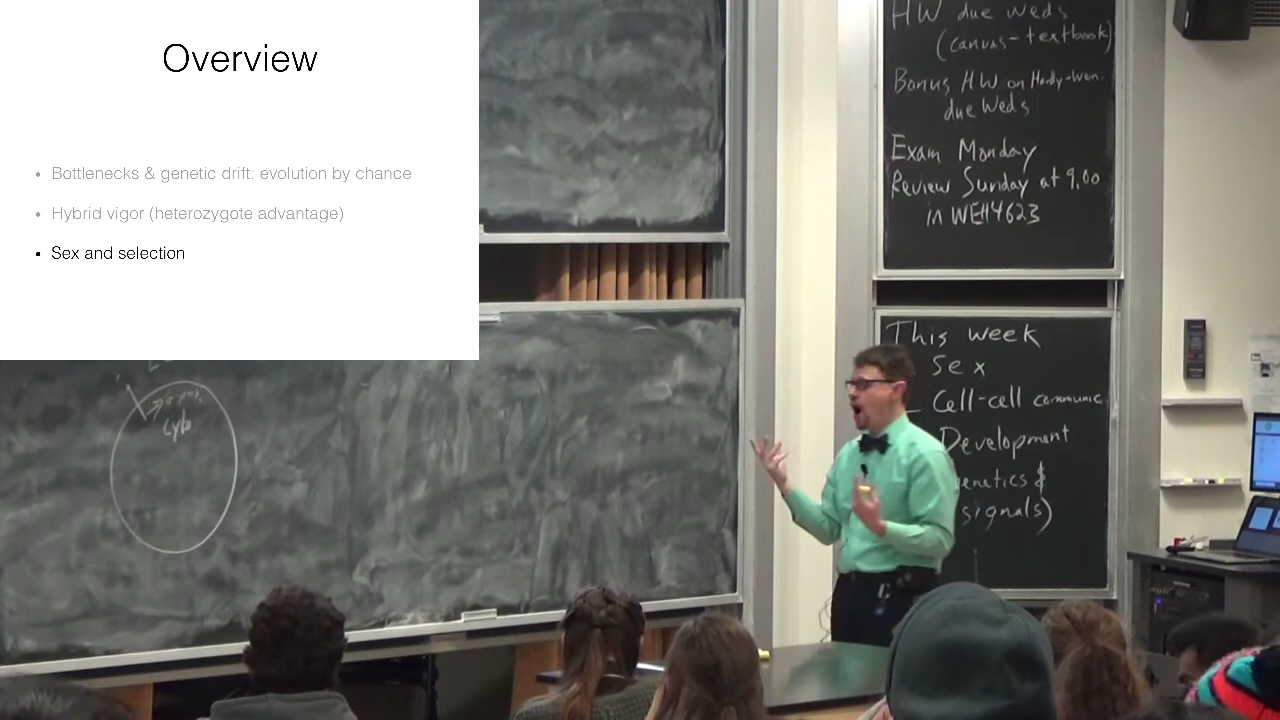 Overview
• Bottlenecks & genetic drift: evolution by chance
• Hybrid vigor (heterozygote advantage)
• Sex and selection
HW due Weds
(Canvas-textbook)
Bonus HW on Hardy-Wein.
due Weds
Exam Monday
Review Sunday at 9:00
in WEH4623
This week
Sex
Cell-cell communic
Development
enetics &
signals)
cyto